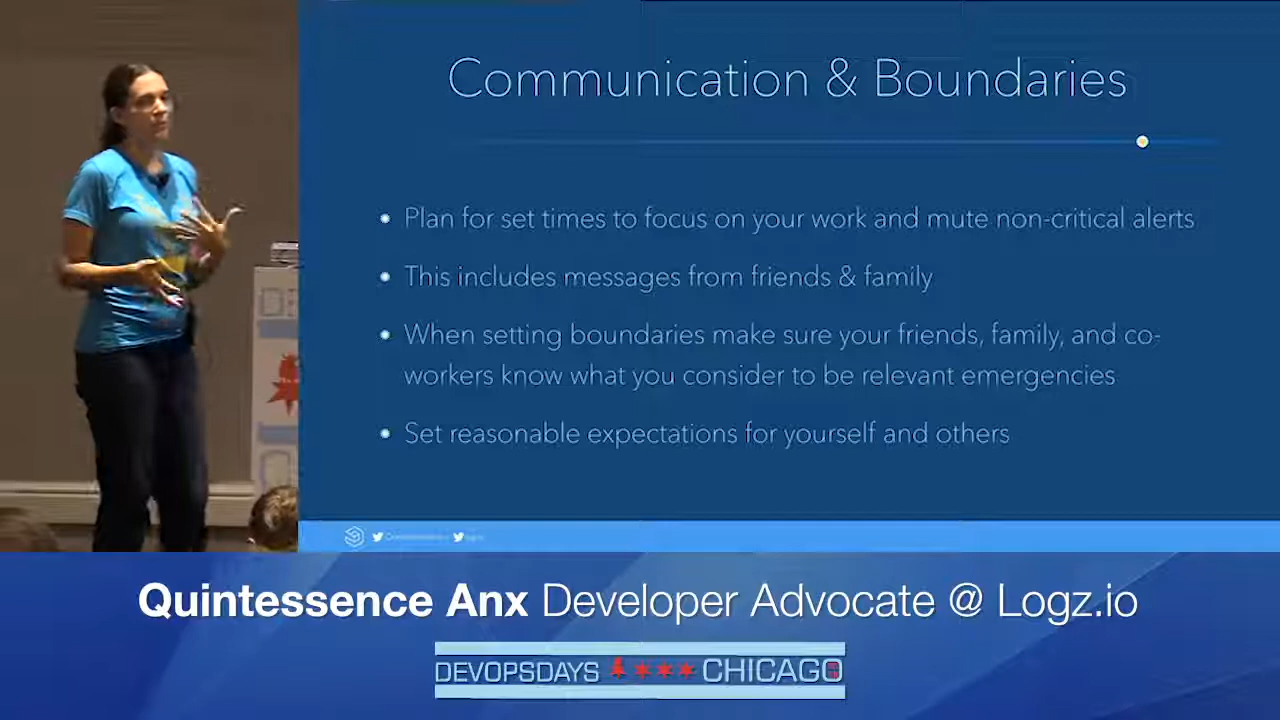 Communication & Boundaries
Plan for set times to focus on your work and mute non-critical alerts
This includes messages from friends & family
When setting boundaries make sure your friends, family, and co-
workers know what you consider to be relevant emergencies
Set reasonable expectations for yourself and others
Quintessence Anx Developer Advocate @ Logz.io
DEVOPSDAYS CHICAGO